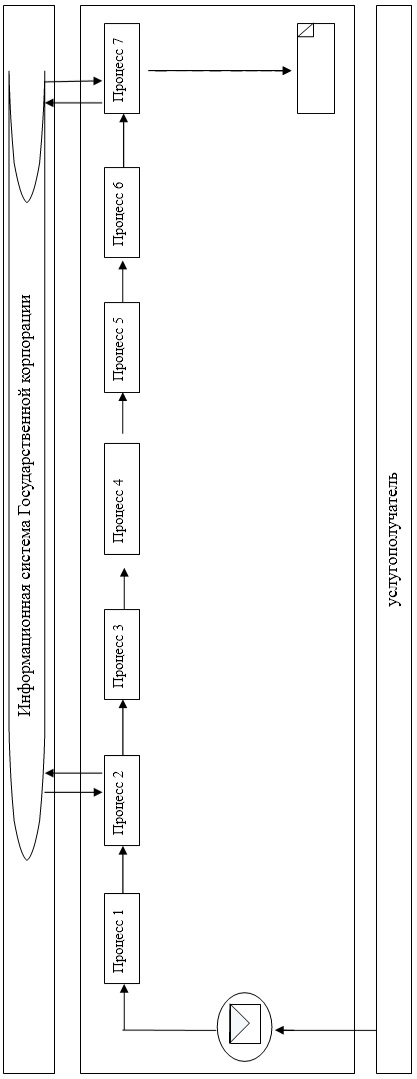 Информационная система Государственной корпорации
Процесс 1
Процесс 2
Процесс 3
Процесс 4
Процесс 5
Процесс 6
Процесс 7
услугополучатель